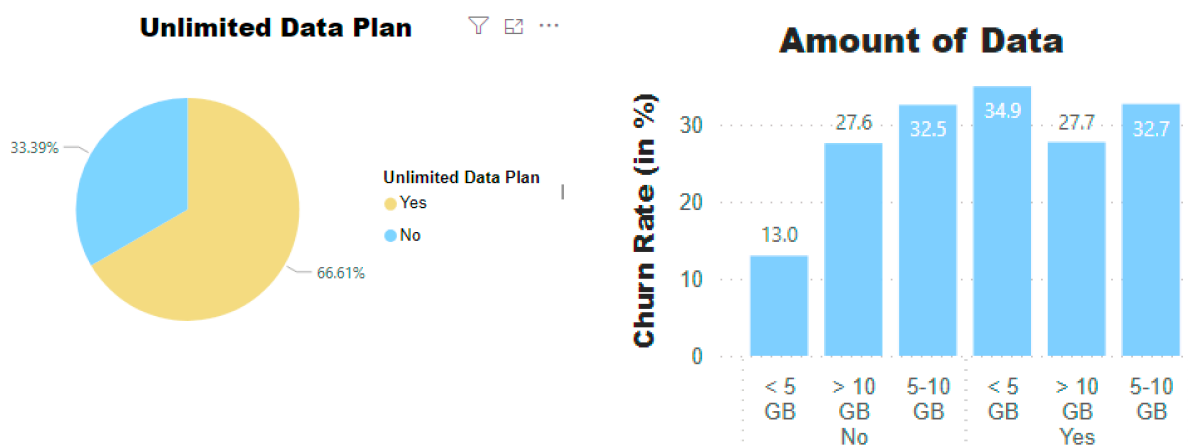 Unlimited Data Plan
33.39%
66.61%
Unlimited Data Plan
Yes
No
Amount of Data
Churn Rate (in %)
30
20
10
0
13.0
27.6
32.5
34.9
27.7
32.7
< 5 GB
> 10 GB
5-10 GB
< 5 GB
> 10 GB
5-10 GB
No
Yes